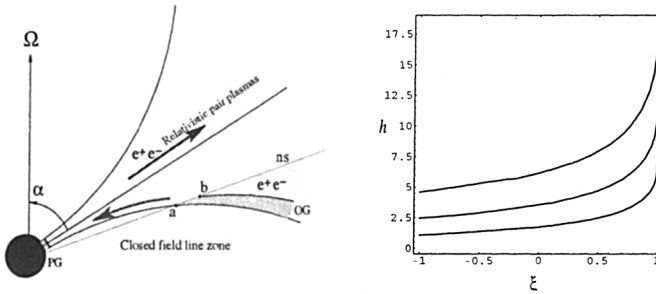 Ω
Relativistic pair plasmas
e⁺e⁻
ns
α
b
e⁺e⁻
a
OG
PG
Closed field line zone
17.5
15
12.5
h
10
7.5
5
2.5
0
-1 -0.5 0 0.5 1
ξ